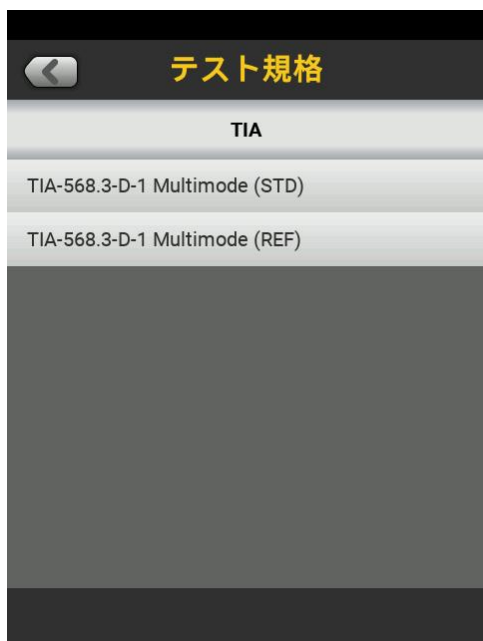 テスト規格
TIA
TIA-568.3-D-1 Multimode (STD)
TIA-568.3-D-1 Multimode (REF)